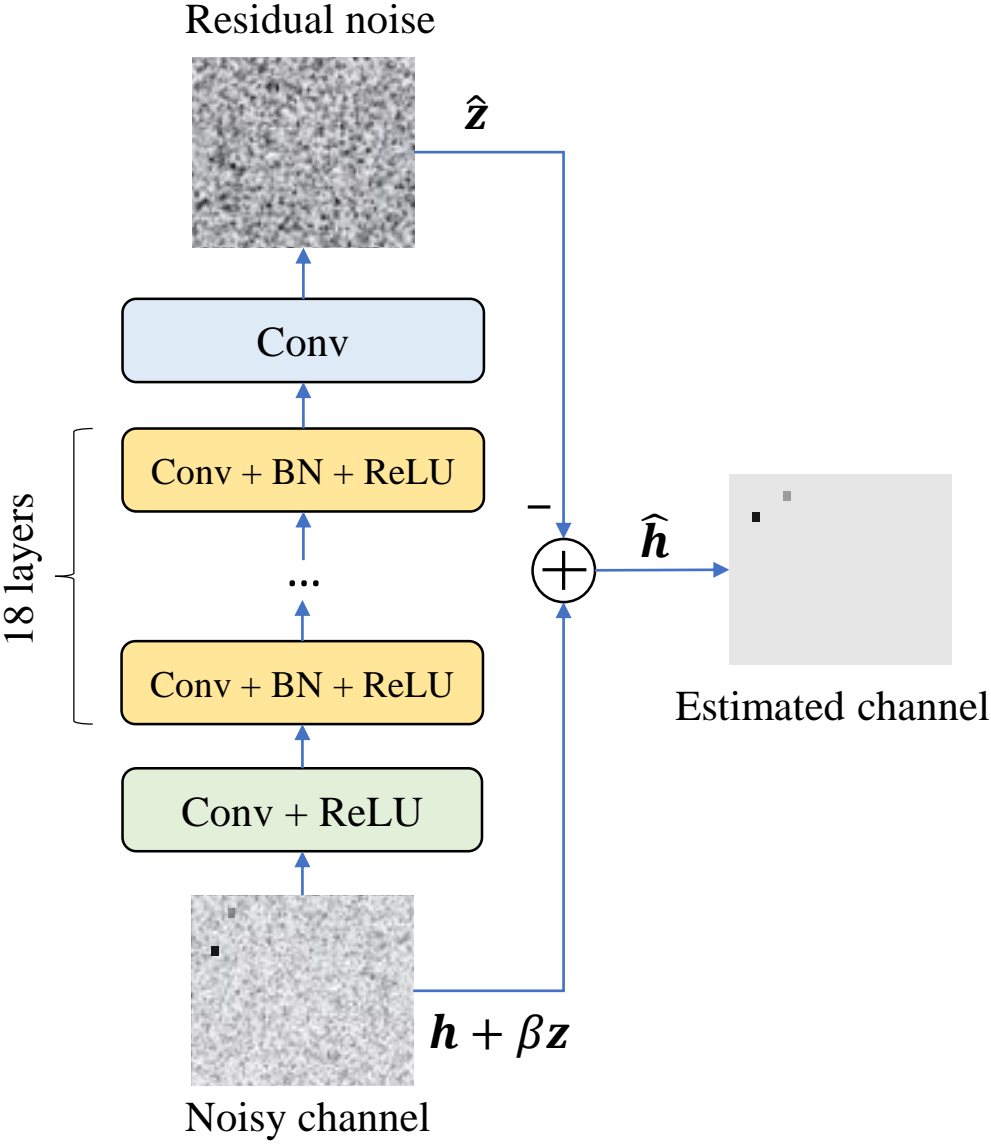 Residual noise
ẑ
Conv
Conv + BN + ReLU
...
18 layers
Conv + BN + ReLU
Conv + ReLU
−
+
ĥ
Estimated channel
h + βz
Noisy channel